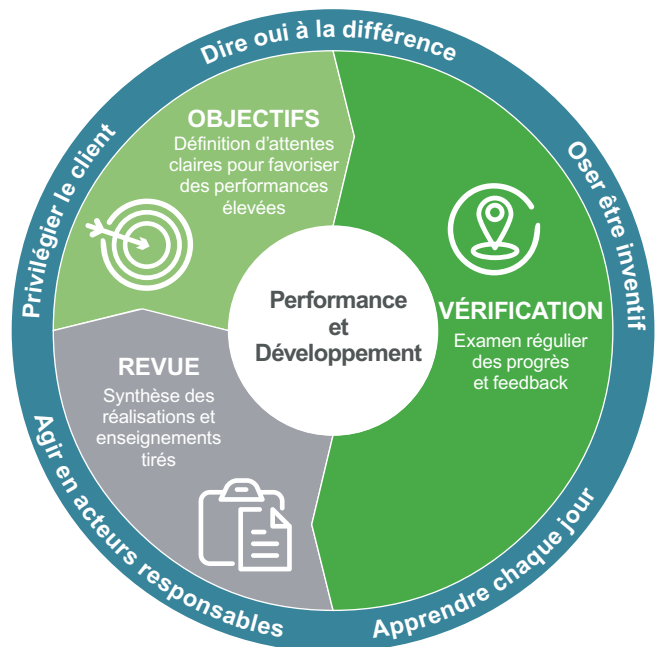 Dire oui à la différence
Oser être inventif
Apprendre chaque jour
Agir en acteurs responsables
Privilégier le client
OBJECTIFS
Définition d'attentes
claires pour favoriser
des performances
élevées
VÉRIFICATION
Examen régulier
des progrès
et feedback
REVUE
Synthèse des
réalisations et
enseignements
tirés
Performance
et
Développement